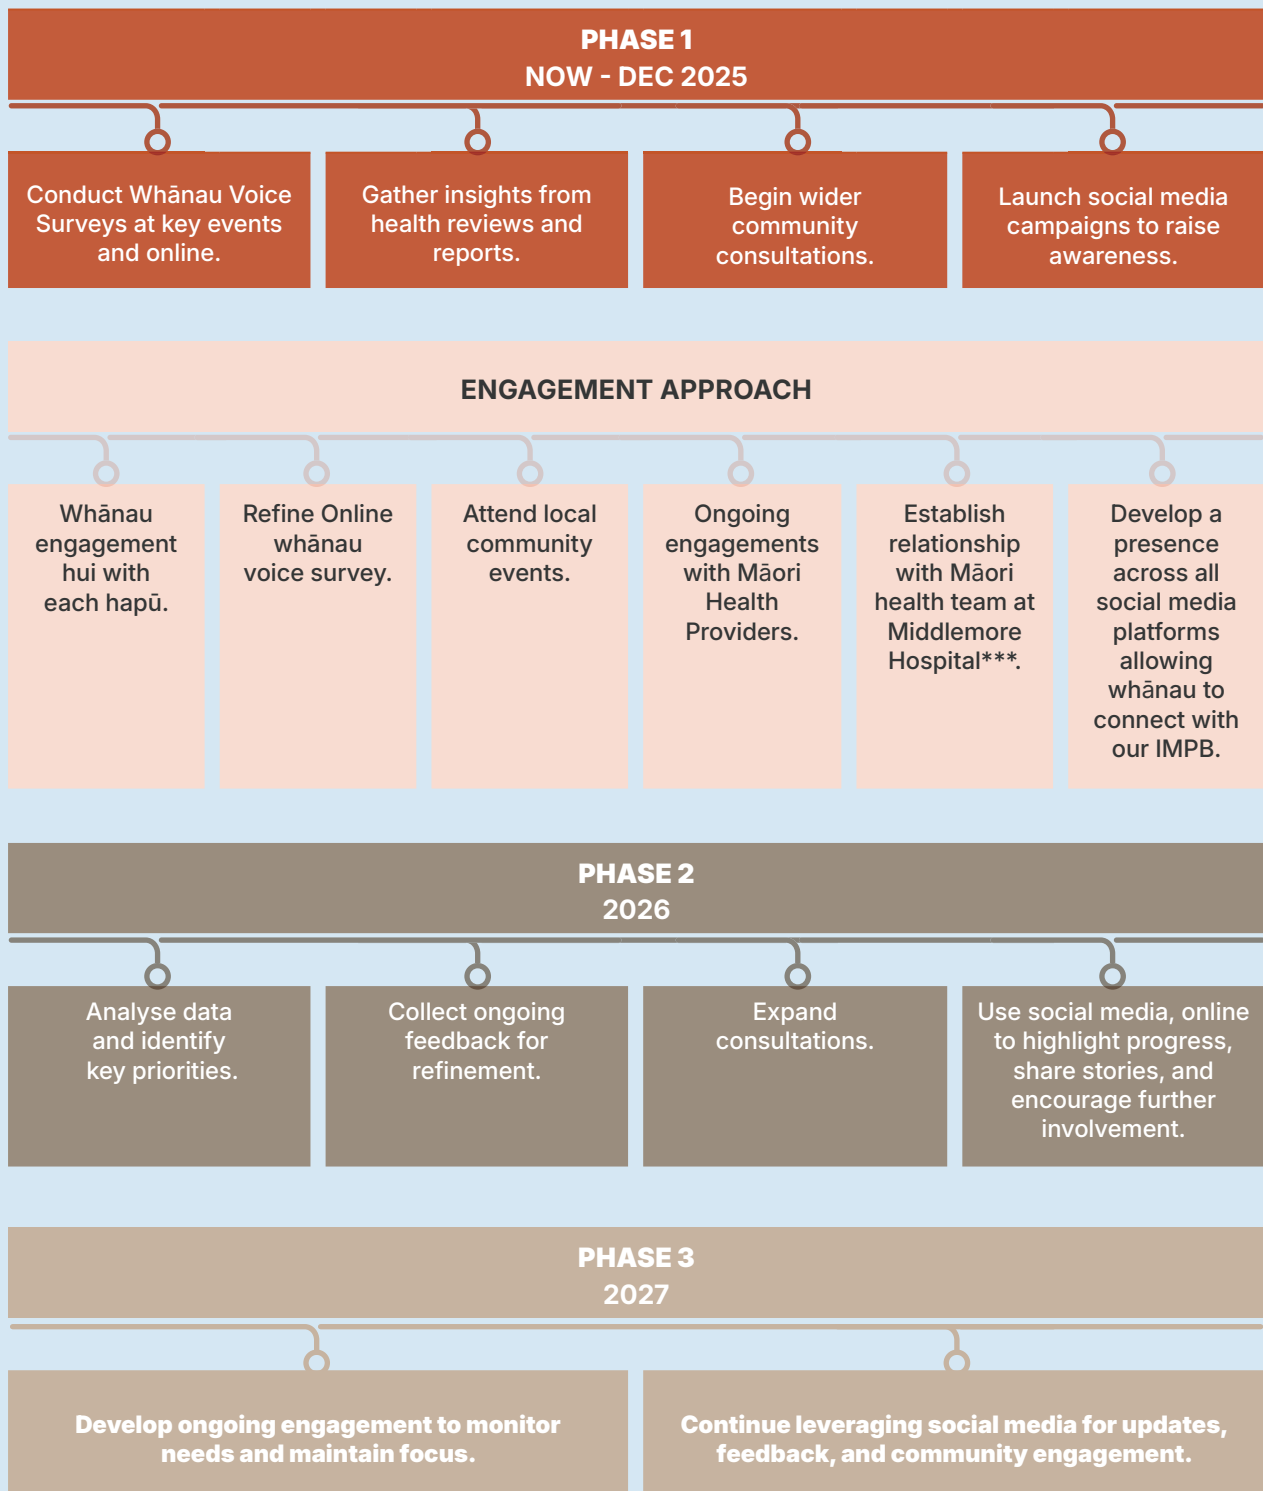 PHASE 1
NOW - DEC 2025
Conduct Whānau Voice
Surveys at key events
and online.
Gather insights from
health reviews and
reports.
Begin wider
community
consultations.
Launch social media
campaigns to raise
awareness.
ENGAGEMENT APPROACH
Whānau
engagement
hui with
each hapū.
Refine Online
whānau
voice survey.
Attend local
community
events.
Ongoing
engagements
with Māori
Health
Providers.
Establish
relationship
with Māori
health team at
Middlemore
Hospital***.
Develop a
presence
across all
social media
platforms
allowing
whānau to
connect with
our IMPB.
PHASE 2
2026
Analyse data
and identify
key priorities.
Collect ongoing
feedback for
refinement.
Expand
consultations.
Use social media, online
to highlight progress,
share stories, and
encourage further
involvement.
PHASE 3
2027
Develop ongoing engagement to monitor
needs and maintain focus.
Continue leveraging social media for updates,
feedback, and community engagement.